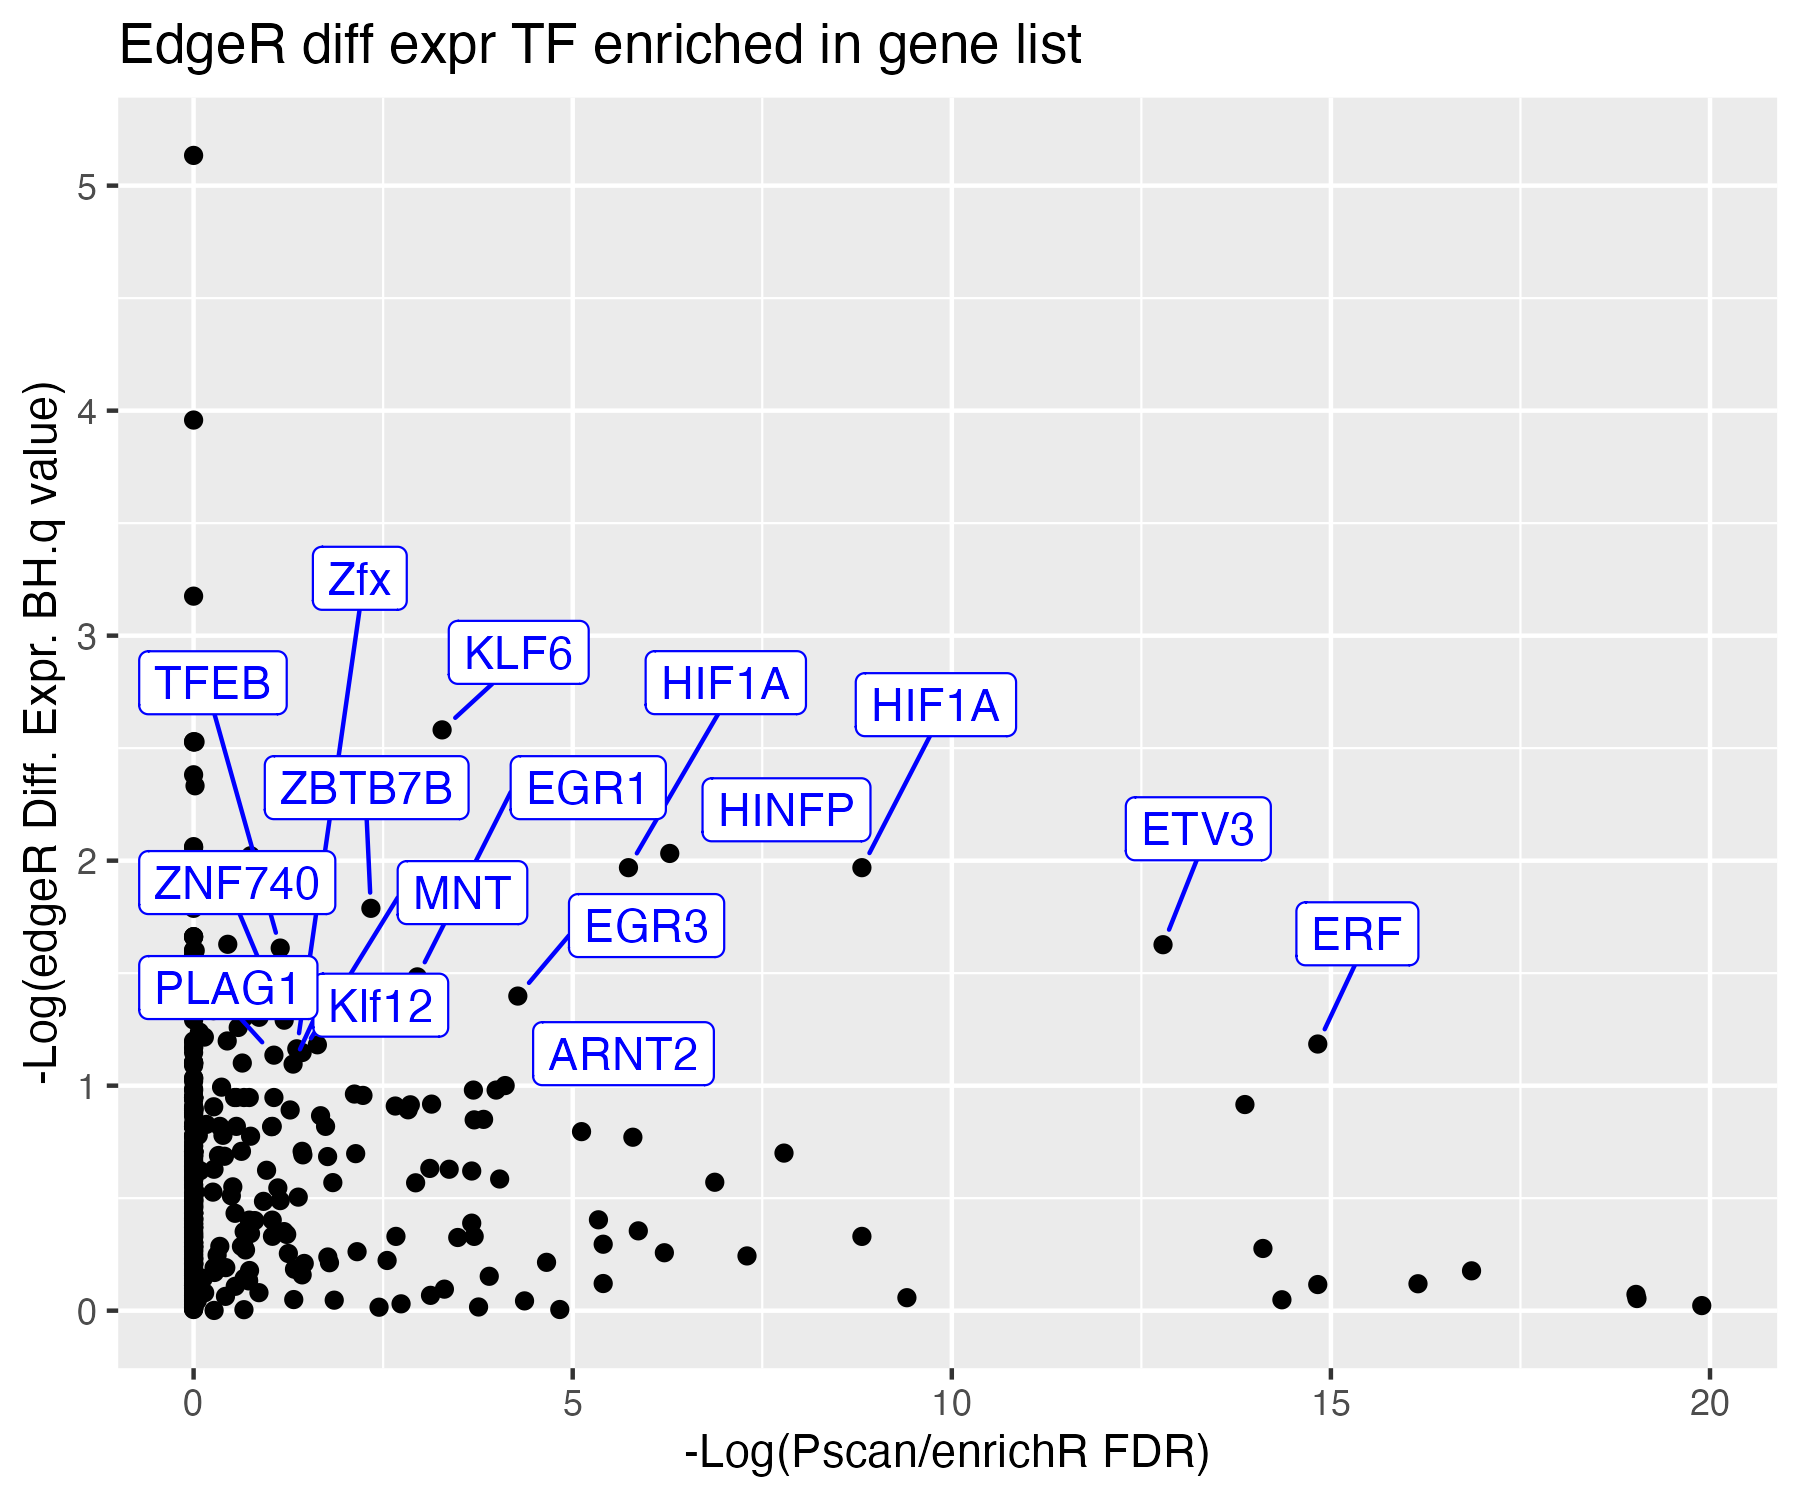 EdgeR diff expr TF enriched in gene list
-Log(edgeR Diff. Expr. BH.q value)
5
4
3
2
1
0
Zfx
KLF6
TFEB
HIF1A
HIF1A
ZBTB7B
EGR1
HINFP
ETV3
ZNF740
MNT
EGR3
ERF
PLAG1
Klf12
ARNT2
0
5
10
15
20
-Log(Pscan/enrichR FDR)